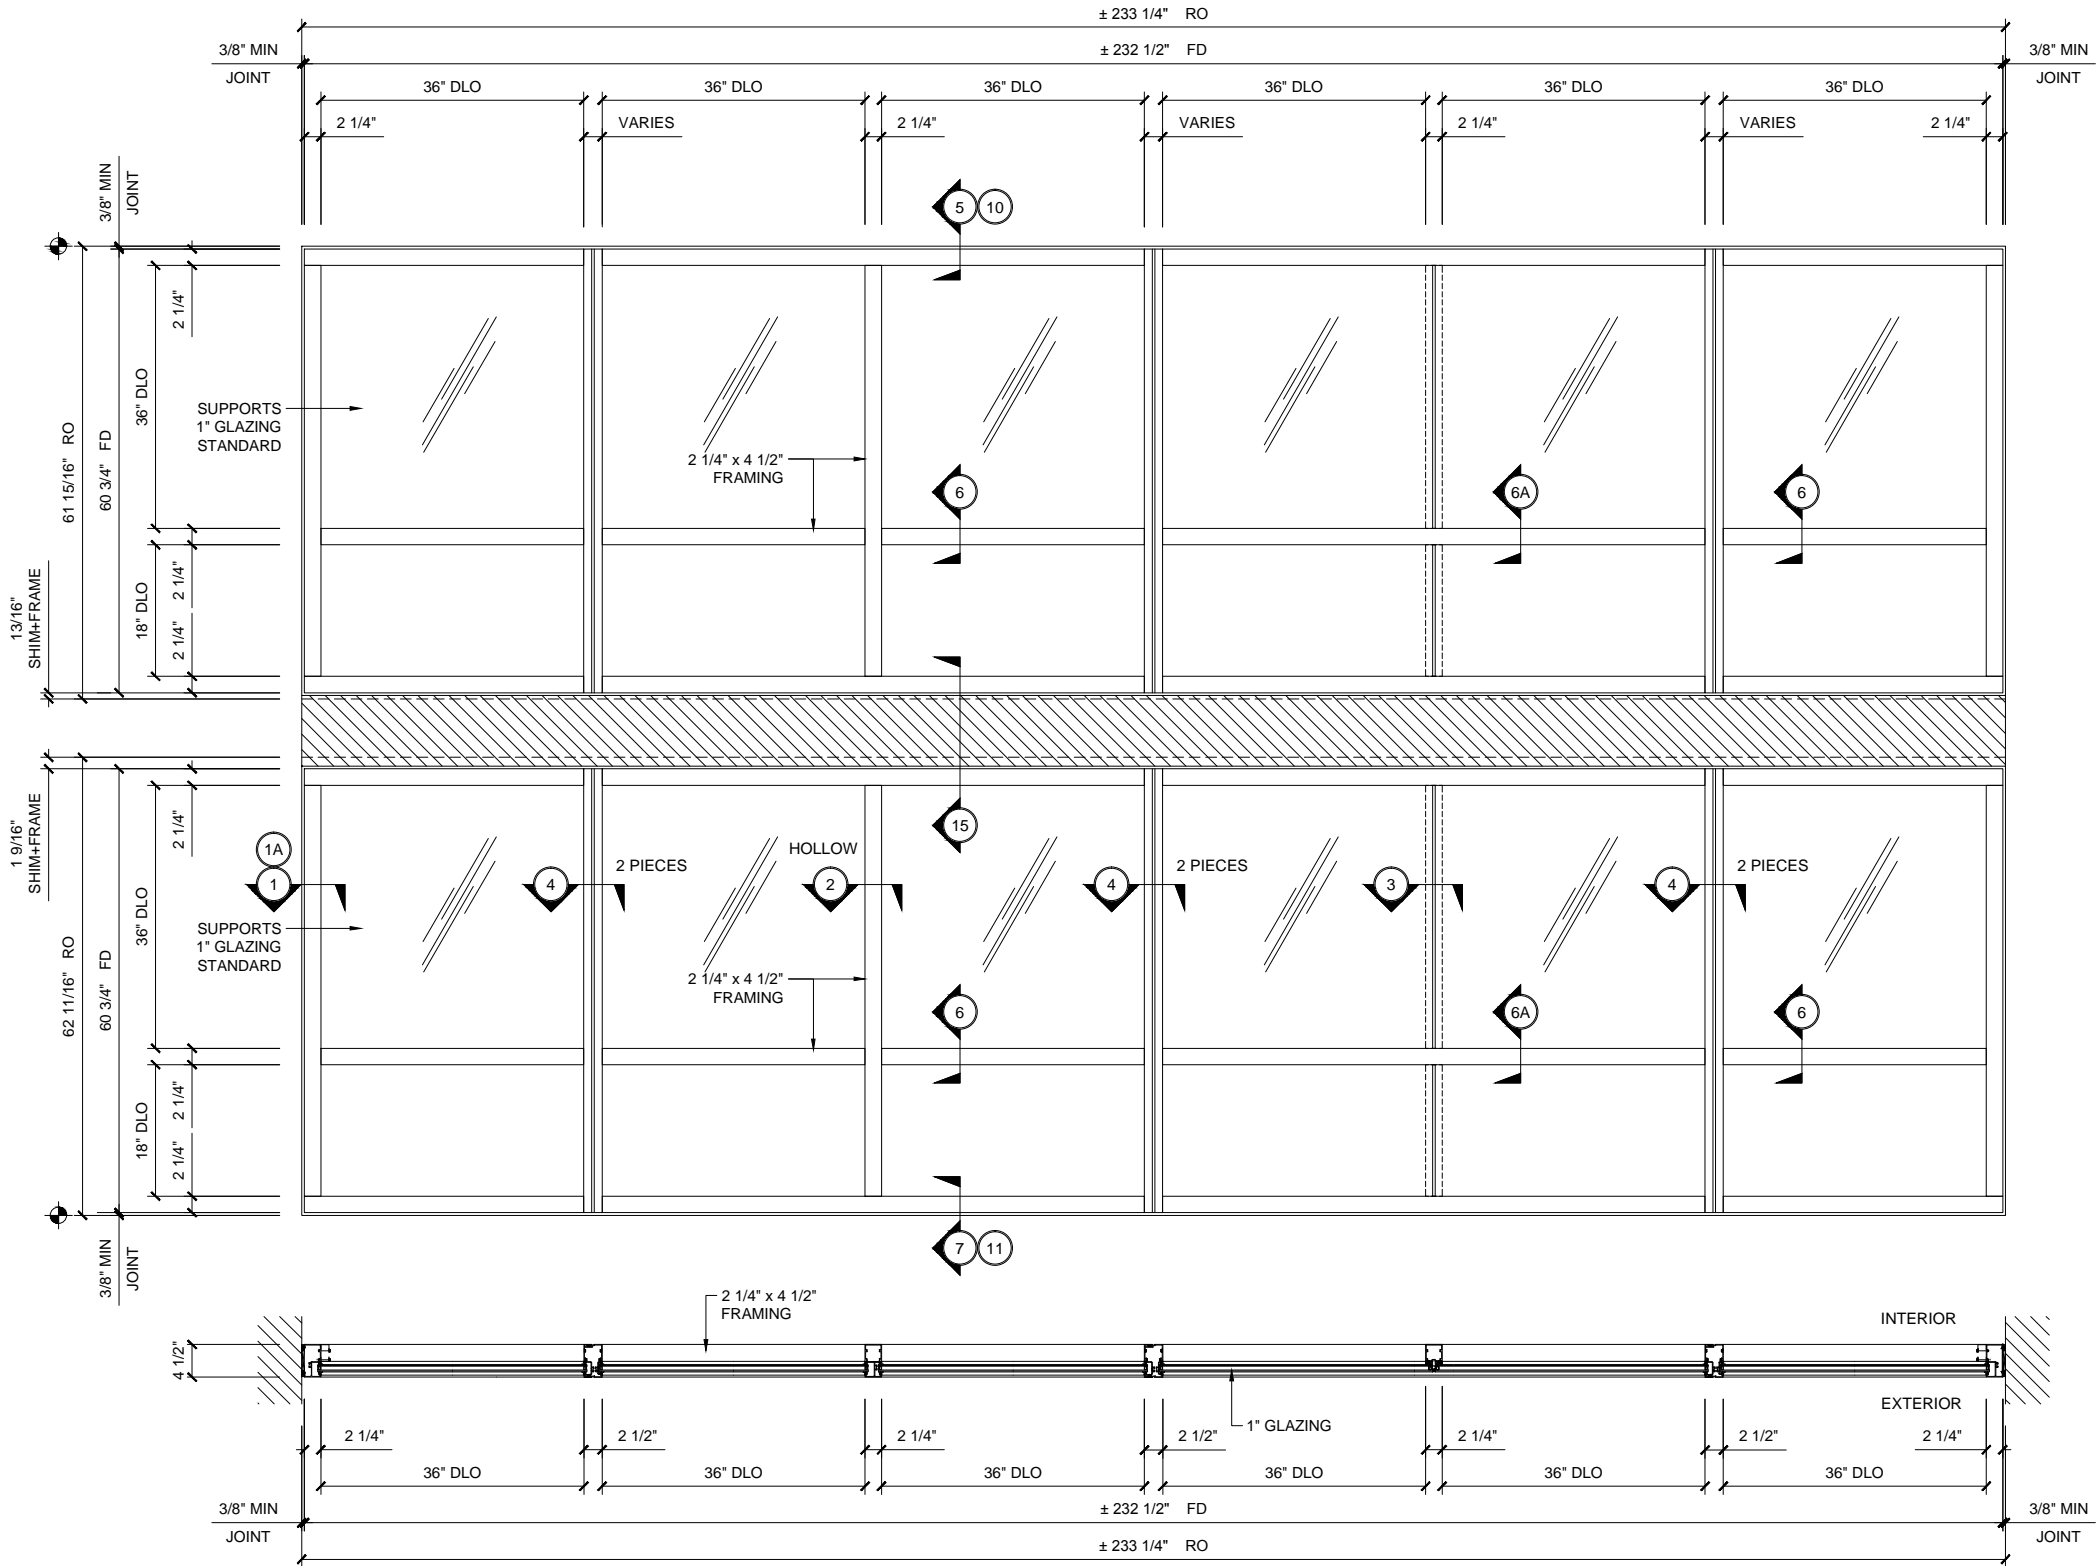 ± 233 1/4" RO
3/8" MIN
JOINT
± 232 1/2" FD
3/8" MIN
JOINT
36" DLO
36" DLO
36" DLO
36" DLO
36" DLO
36" DLO
2 1/4"
VARIES
2 1/4"
VARIES
2 1/4"
VARIES
2 1/4"
3/8" MIN
JOINT
5
10
2 1/4"
36" DLO
61 15/16" RO
60 3/4" FD
SUPPORTS
1" GLAZING
STANDARD
2 1/4" x 4 1/2"
FRAMING
6
6A
6
13/16"
SHIM+FRAME
18" DLO
2 1/4"
2 1/4"
1 9/16"
SHIM+FRAME
2 1/4"
36" DLO
62 11/16" RO
60 3/4" FD
15
1A
1
4
2 PIECES
HOLLOW
2
4
2 PIECES
3
4
2 PIECES
SUPPORTS
1" GLAZING
STANDARD
2 1/4" x 4 1/2"
FRAMING
6
6A
6
18" DLO
2 1/4"
2 1/4"
3/8" MIN
JOINT
7
11
2 1/4" x 4 1/2"
FRAMING
INTERIOR
4 1/2"
EXTERIOR
1" GLAZING
2 1/4"
2 1/2"
2 1/4"
2 1/2"
2 1/4"
2 1/2"
2 1/4"
36" DLO
36" DLO
36" DLO
36" DLO
36" DLO
36" DLO
3/8" MIN
JOINT
± 232 1/2" FD
3/8" MIN
JOINT
± 233 1/4" RO